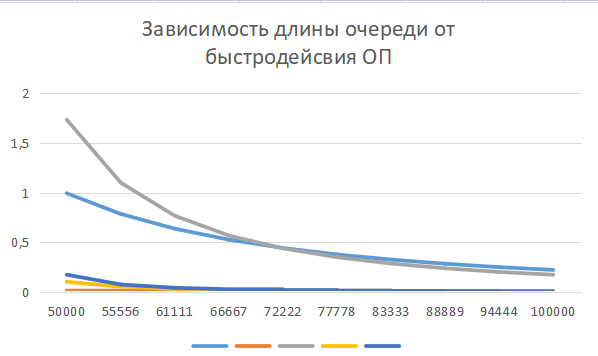 Зависимость длины очереди от
быстродейсвия ОП
2
1,5
1
0,5
0
50000 55556 61111 66667 72222 77778 83333 88889 94444 100000